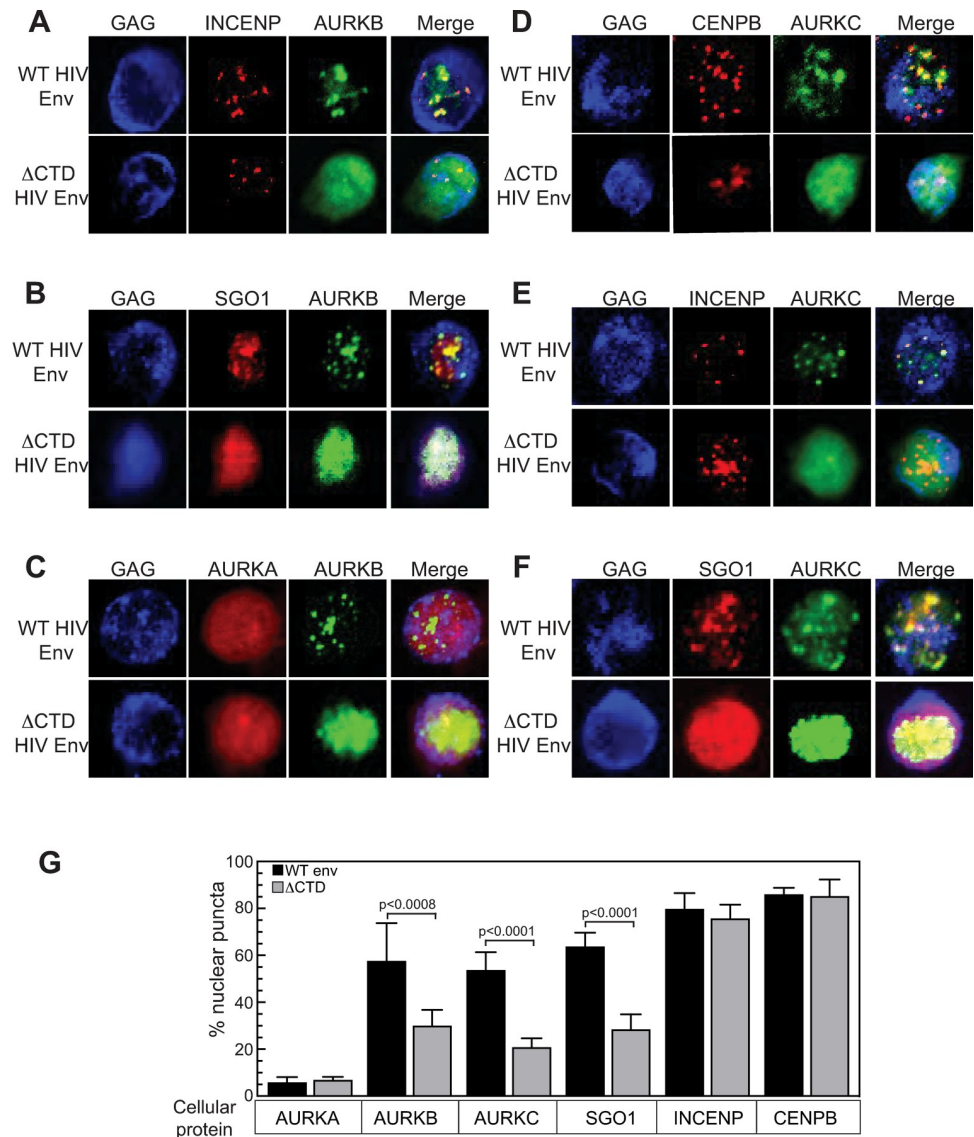 A
GAG INCENP AURKB Merge
WT HIV
Env
ΔCTD
HIV Env
B
GAG SGO1 AURKB Merge
WT HIV
Env
ΔCTD
HIV Env
C
GAG AURKA AURKB Merge
WT HIV
Env
ΔCTD
HIV Env
D
GAG CENPB AURKC Merge
WT HIV
Env
ΔCTD
HIV Env
E
GAG INCENP AURKC Merge
WT HIV
Env
ΔCTD
HIV Env
F
GAG SGO1 AURKC Merge
WT HIV
Env
ΔCTD
HIV Env
G
% nuclear puncta
100
80
60
40
20
0
WT env
ΔCTD
p<0.0008
p<0.0001
p<0.0001
Cellular
protein
AURKA AURKB AURKC SGO1 INCENP CENPB